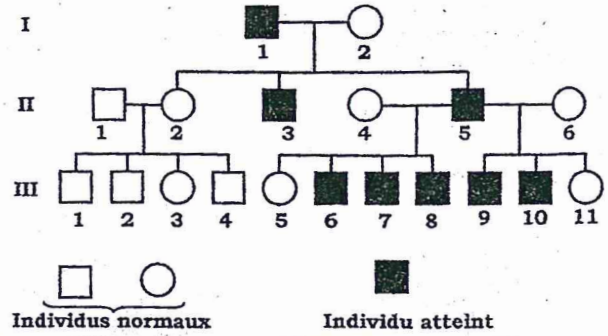 I
1 2
II
1 2 3 4 5 6
III
1 2 3 4 5 6 7 8 9 10 11
Individus normaux Individu atteint